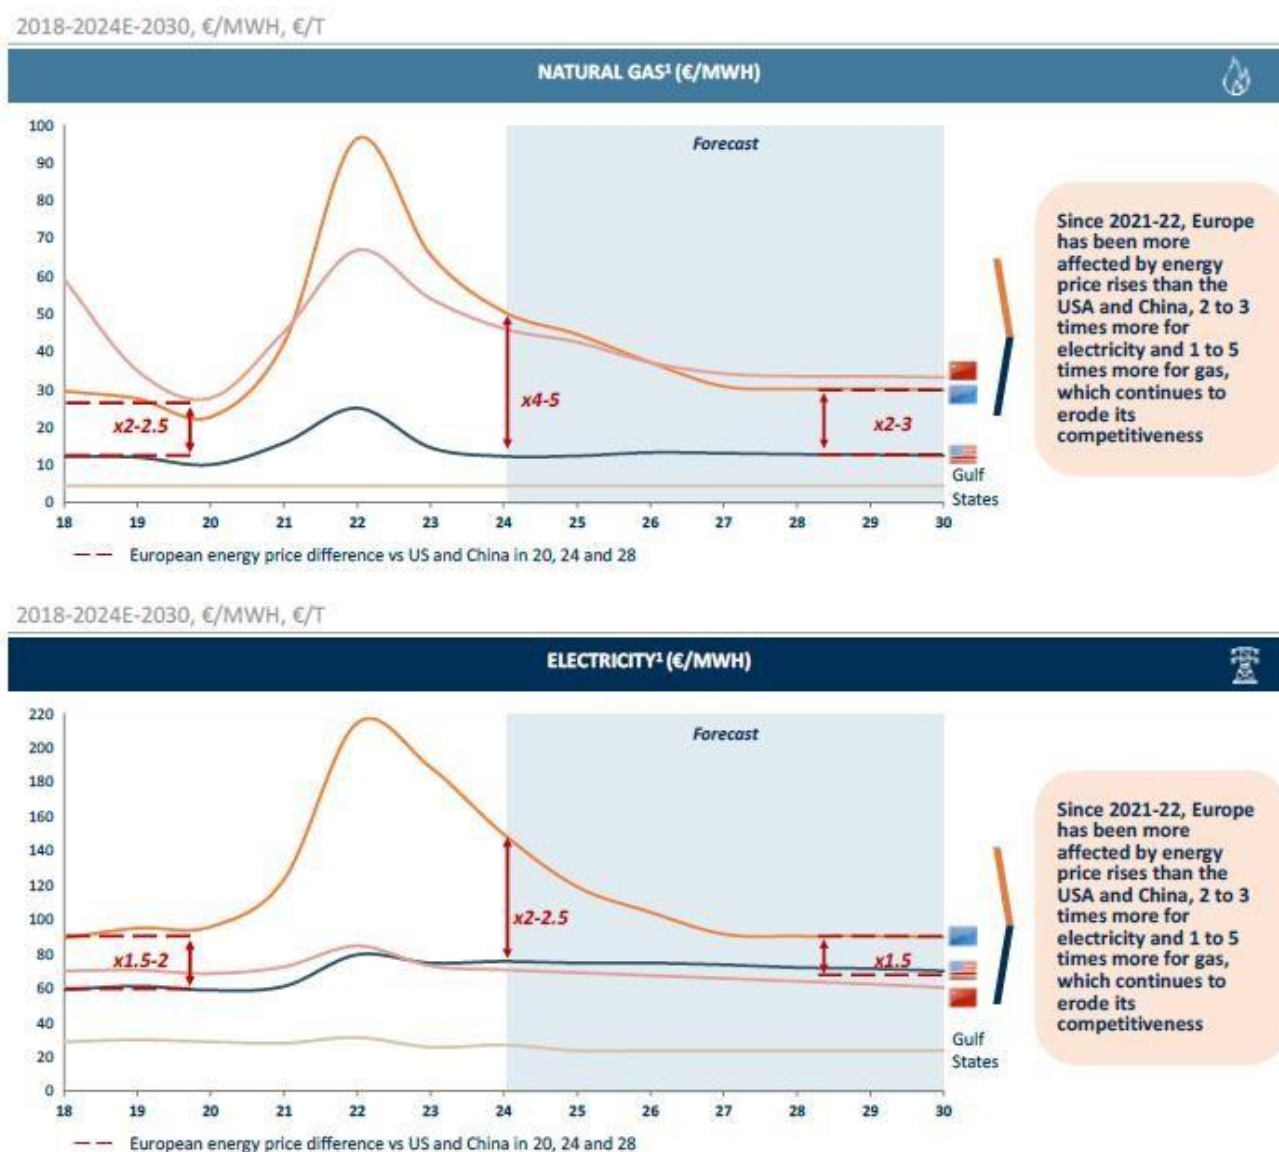 2018-2024E-2030, €/MWH, €/T
NATURAL GAS¹ (€/MWH)
100
90
80
70
60
50
40
30
20
10
0
Forecast
x2-2.5
x4-5
x2-3
Gulf
States
18 19 20 21 22 23 24 25 26 27 28 29 30
European energy price difference vs US and China in 20, 24 and 28
Since 2021-22, Europe
has been more
affected by energy
price rises than the
USA and China, 2 to 3
times more for
electricity and 1 to 5
times more for gas,
which continues to
erode its
competitiveness
2018-2024E-2030, €/MWH, €/T
ELECTRICITY¹ (€/MWH)
220
200
180
160
140
120
100
80
60
40
20
0
Forecast
x1.5-2
x2-2.5
x1.5
Gulf
States
18 19 20 21 22 23 24 25 26 27 28 29 30
European energy price difference vs US and China in 20, 24 and 28
Since 2021-22, Europe
has been more
affected by energy
price rises than the
USA and China, 2 to 3
times more for
electricity and 1 to 5
times more for gas,
which continues to
erode its
competitiveness